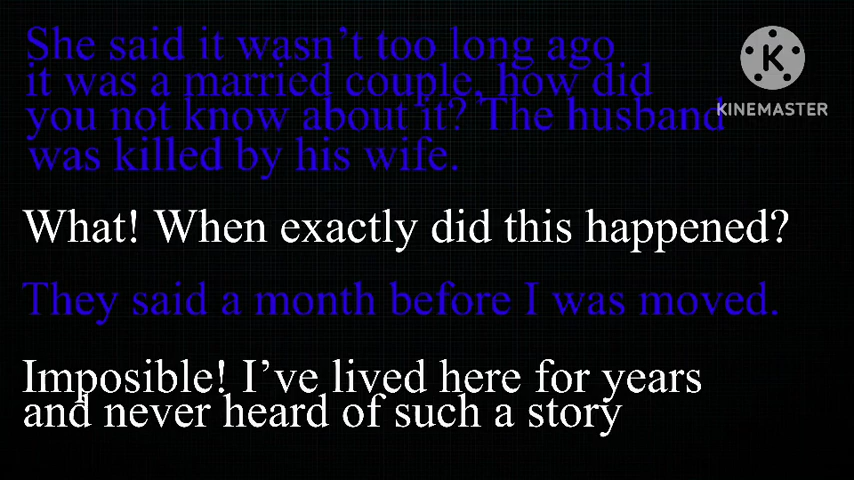 She said it wasn't too long ago
it was a married couple, how did
you not know about it? The husband
was killed by his wife.
KINEMASTER
What! When exactly did this happened?
They said a month before I was moved.
Imposible! I've lived here for years
and never heard of such a story